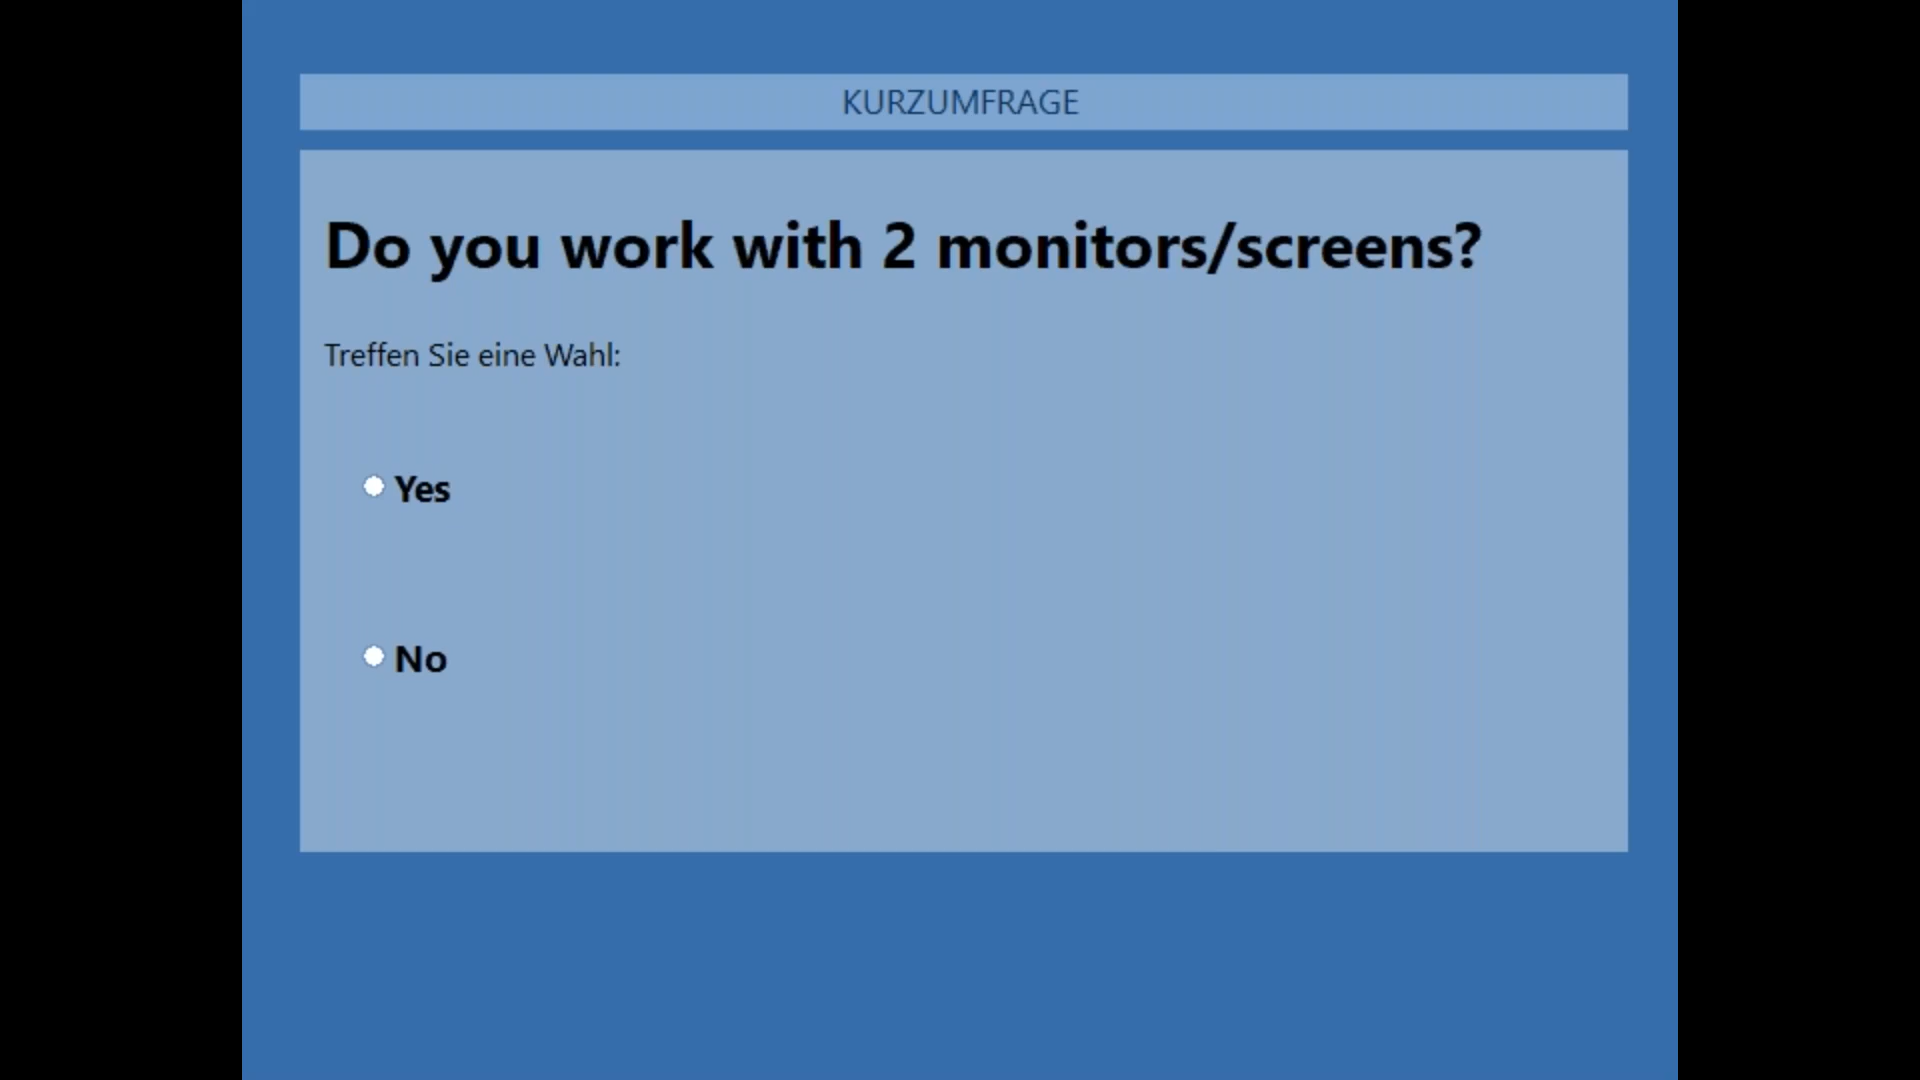 KURZUMFRAGE
Do you work with 2 monitors/screens?
Treffen Sie eine Wahl:
Yes
No